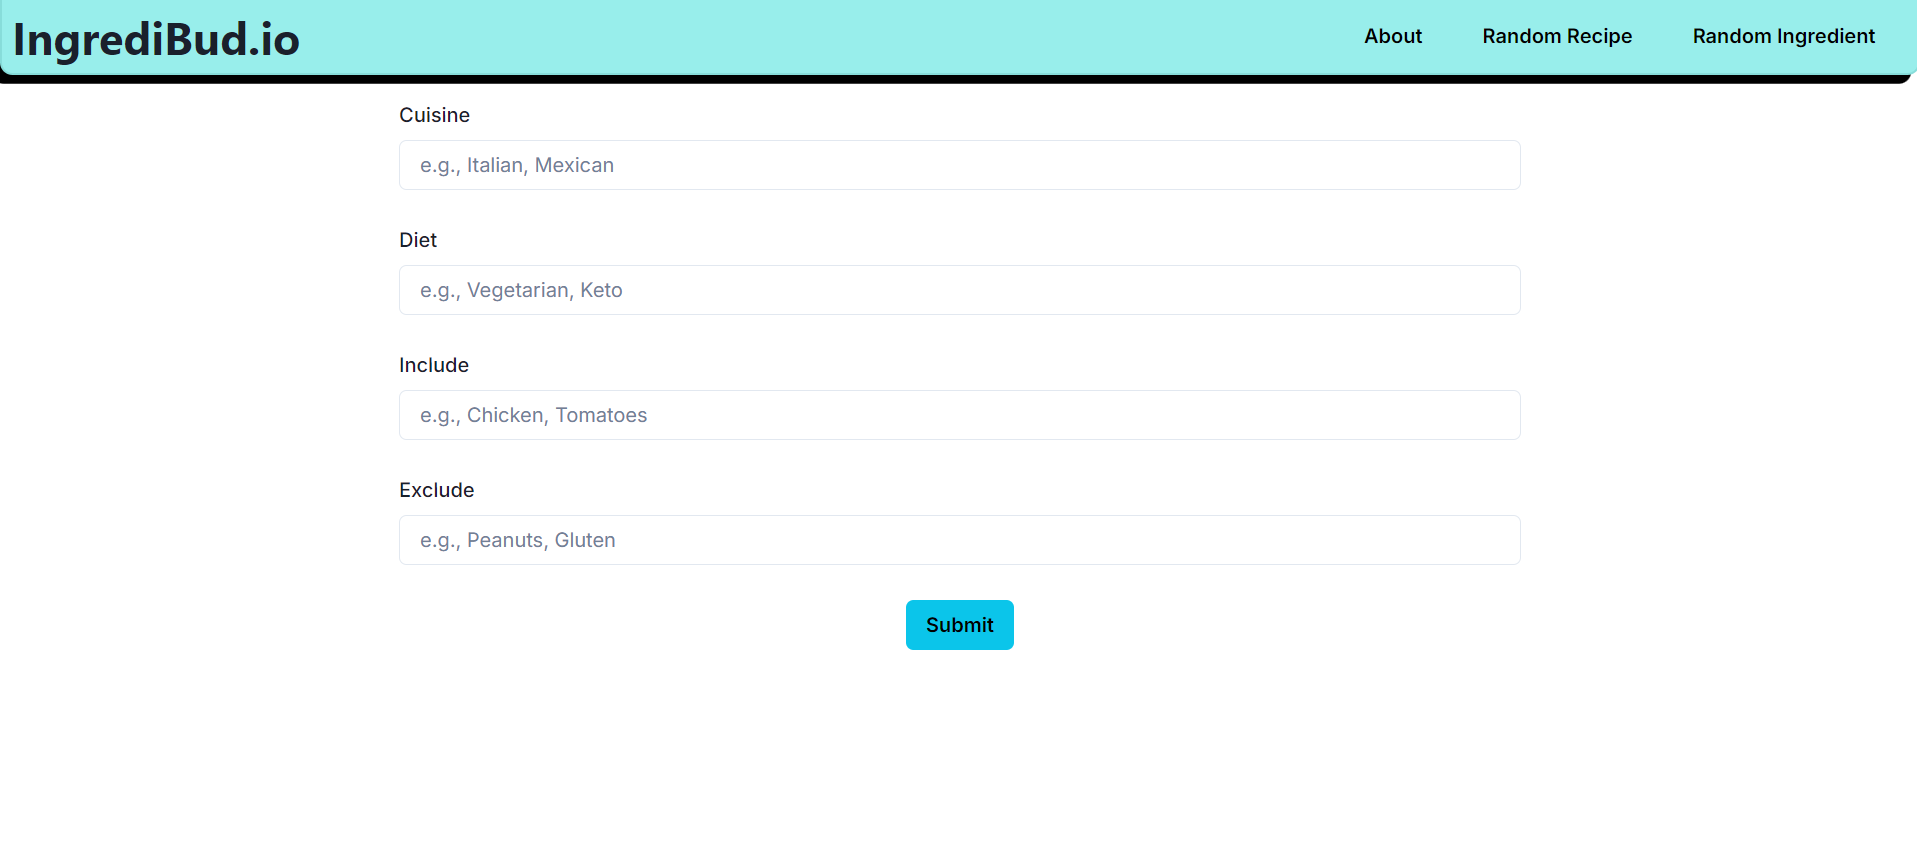 IngrediBud.io
About
Random Recipe
Random Ingredient
Cuisine
e.g., Italian, Mexican
Diet
e.g., Vegetarian, Keto
Include
e.g., Chicken, Tomatoes
Exclude
e.g., Peanuts, Gluten
Submit